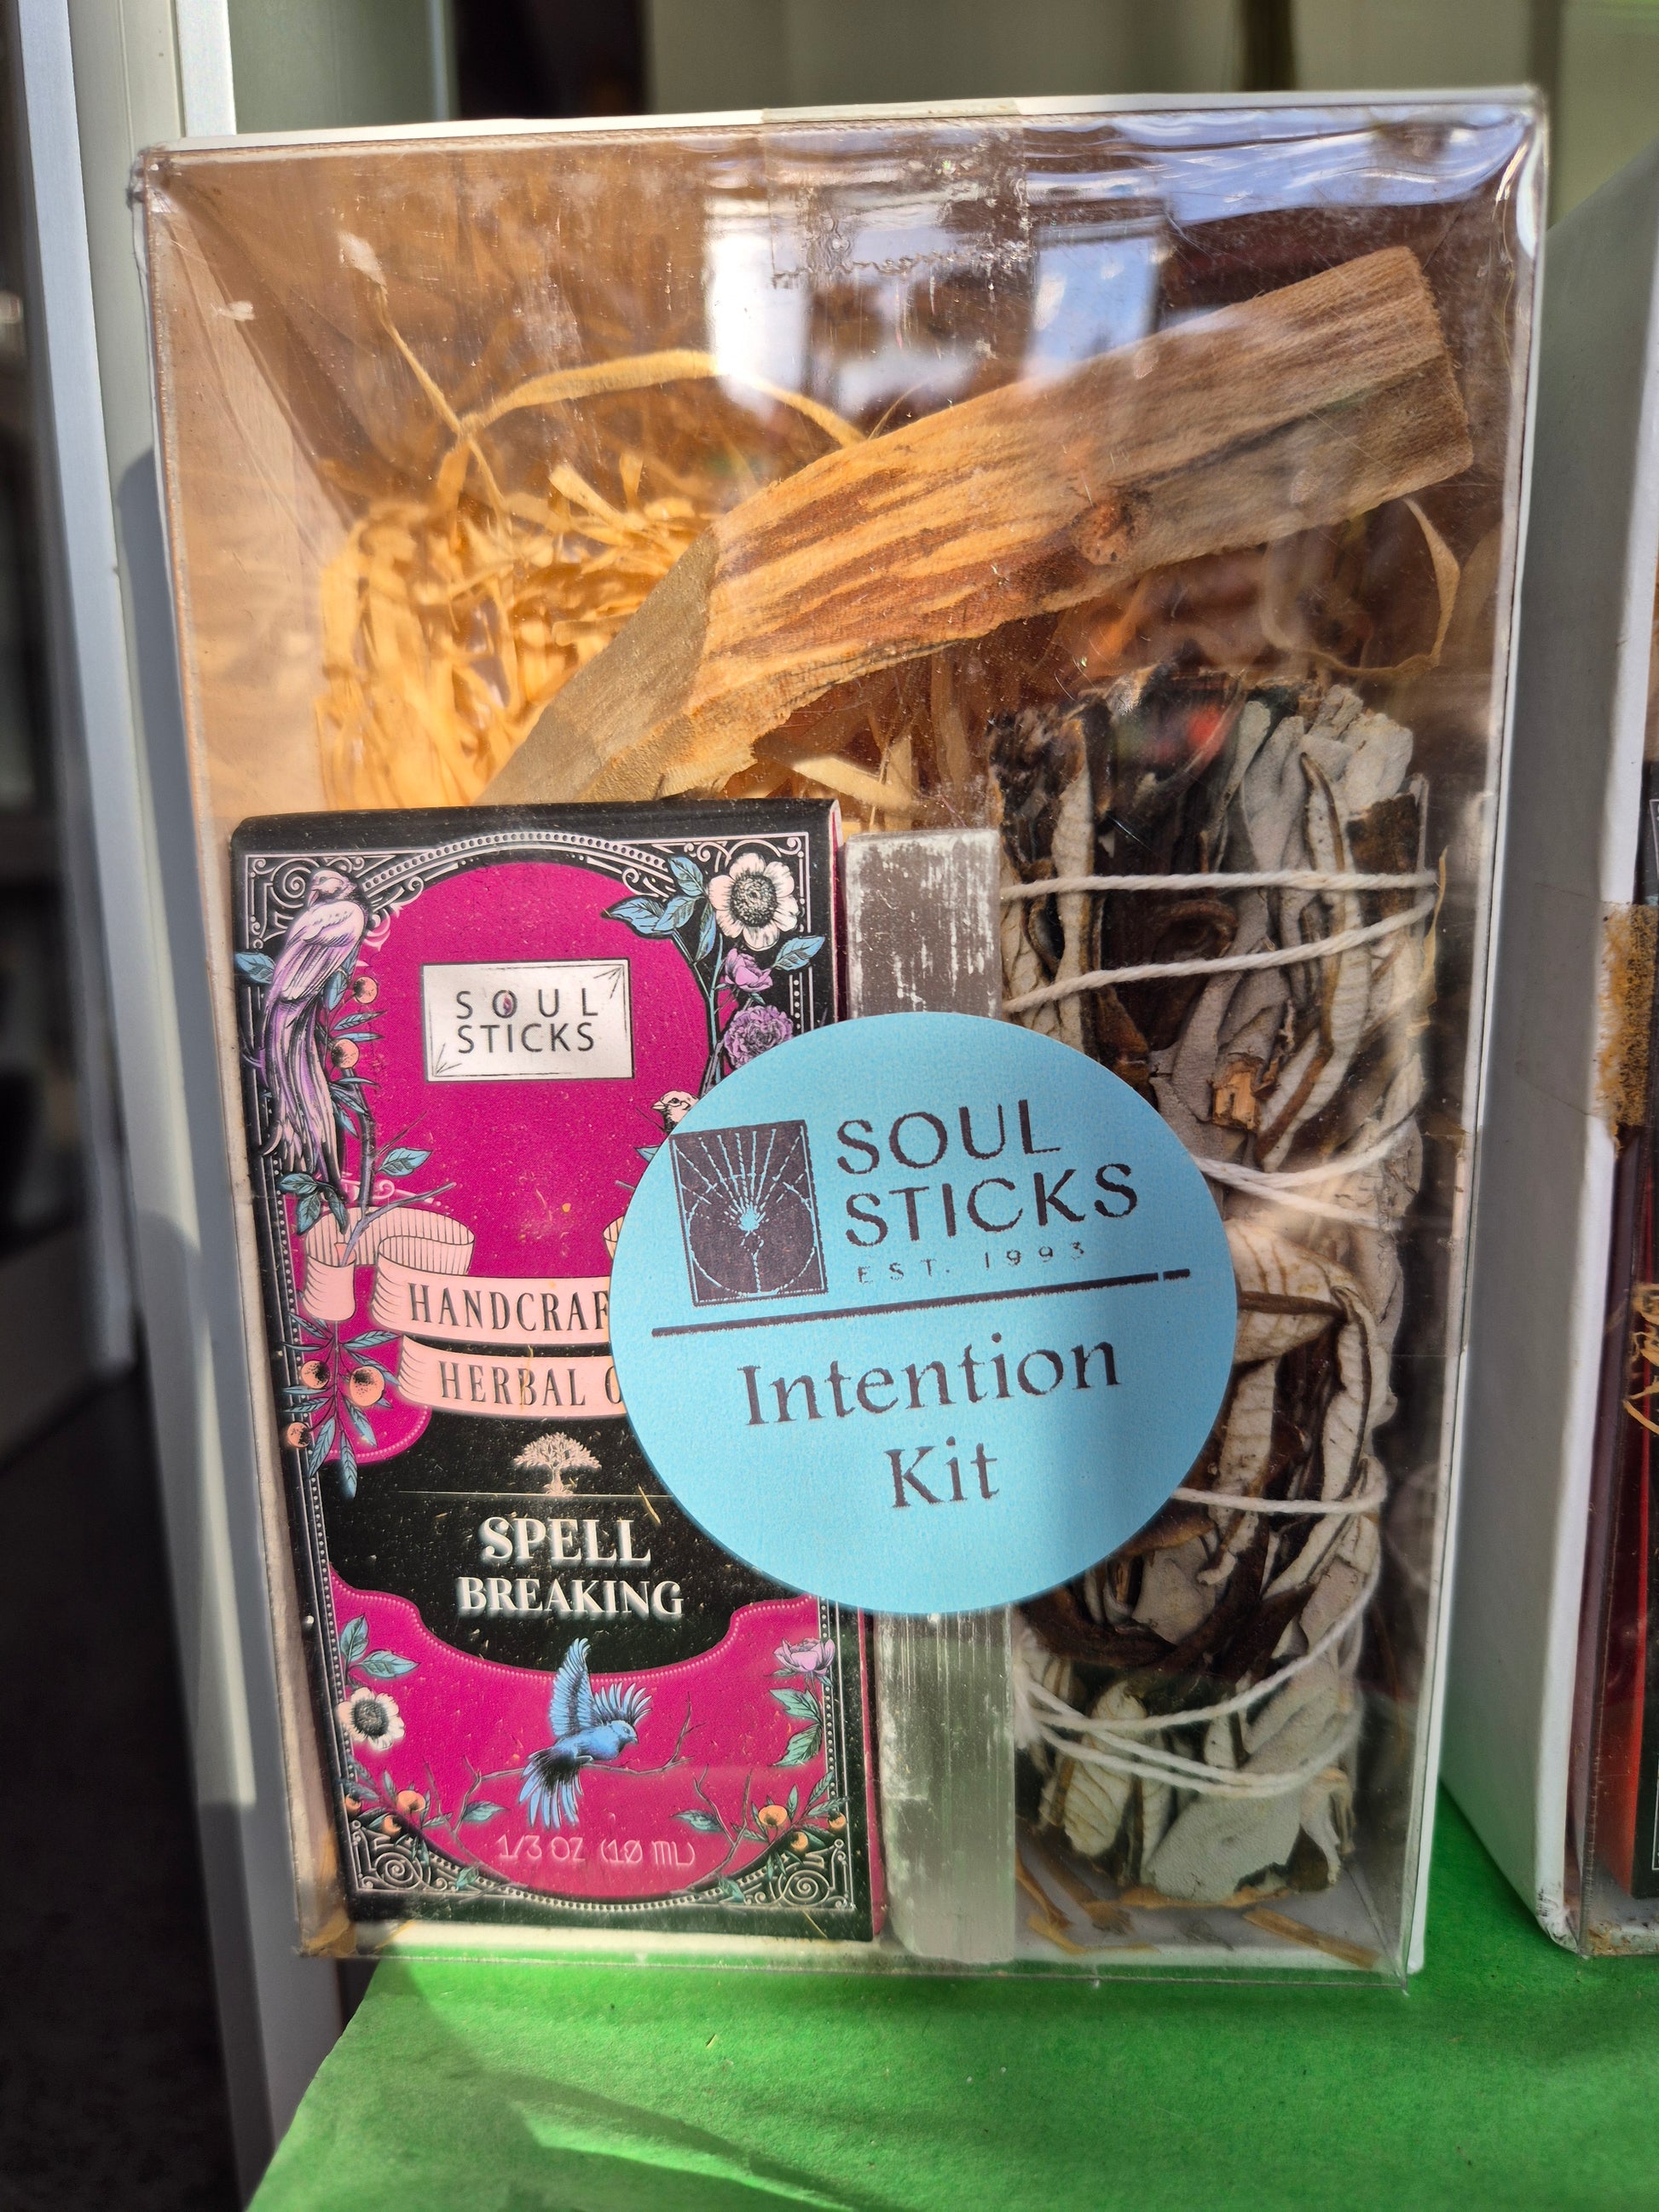 SOUL
STICKS
HANDCRAF
HERBAL O
SPELL
BREAKING
1/3 OZ (10 ML)
SOUL
STICKS
EST. 1993
Intention
Kit